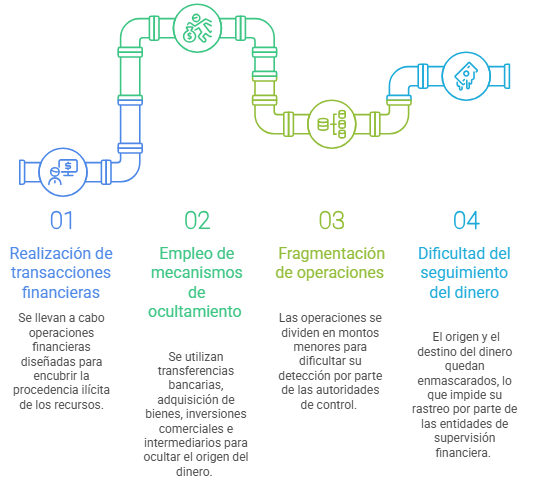 $
$
01
Realización de
transacciones
financieras
Se llevan a cabo
operaciones
financieras
diseñadas para
encubrir la
procedencia ilícita
de los recursos.
02
Empleo de
mecanismos
de
ocultamiento
Se utilizan
transferencias
bancarias,
adquisición de
bienes, inversiones
comerciales e
intermediarios para
ocultar el origen del
dinero.
03
Fragmentación
de operaciones
Las operaciones se
dividen en montos
menores para
dificultar su
detección por parte
de las autoridades
de control.
04
Dificultad del
seguimiento
del dinero
El origen y el
destino del dinero
quedan
enmascarados, lo
que impide su
rastreo por parte de
las entidades de
supervisión
financiera.